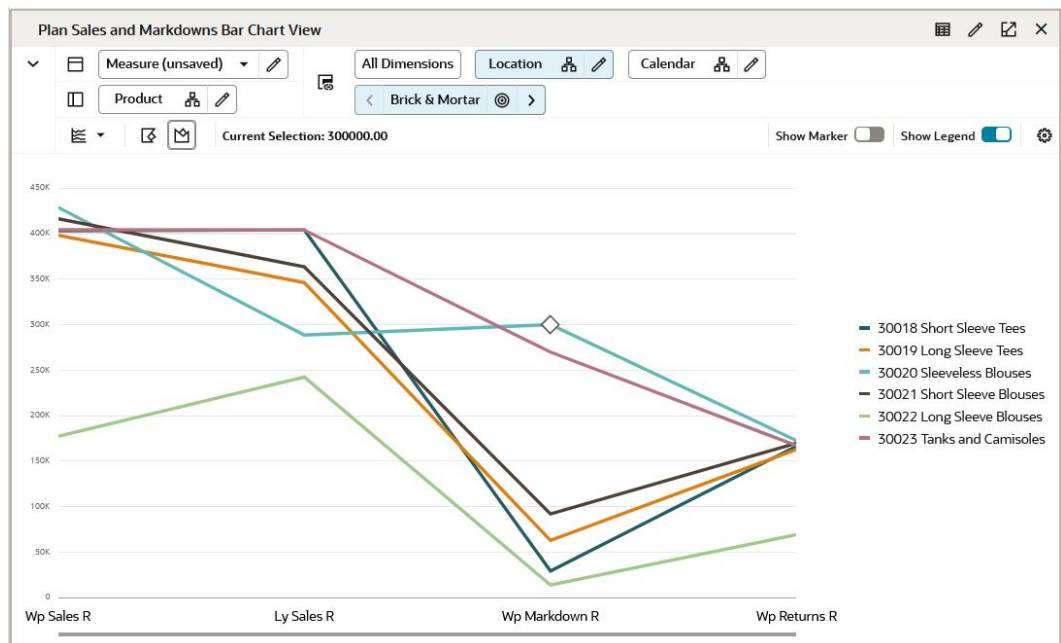 Plan Sales and Markdowns Bar Chart View
Measure (unsaved)
All Dimensions
Location
Calendar
Product
Brick & Mortar
Current Selection: 300000.00
Show Marker
Show Legend
450K
400K
350K
300K
250K
200K
150K
100K
50K
0
Wp Sales R
Ly Sales R
Wp Markdown R
Wp Returns R
30018 Short Sleeve Tees
30019 Long Sleeve Tees
30020 Sleeveless Blouses
30021 Short Sleeve Blouses
30022 Long Sleeve Blouses
30023 Tanks and Camisoles